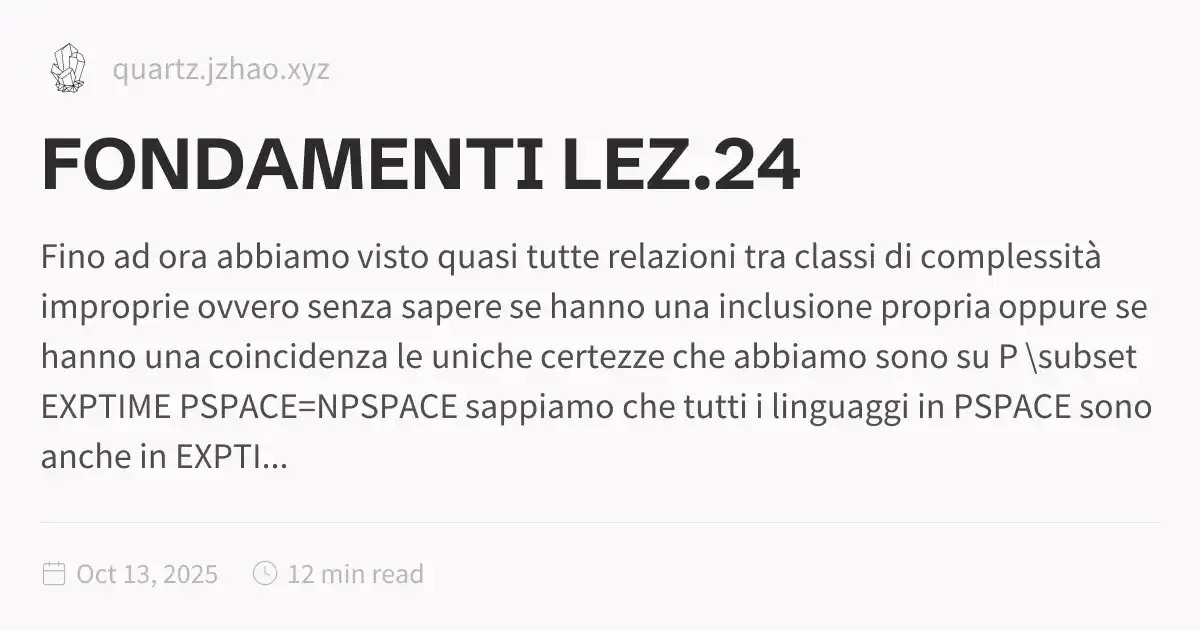 quartz.jzhao.xyz
FONDAMENTI LEZ.24
Fino ad ora abbiamo visto quasi tutte relazioni tra classi di complessità
improprie ovvero senza sapere se hanno una inclusione propria oppure se
hanno una coincidenza le uniche certezze che abbiamo sono su P \subset
EXPTIME PSPACE=NPSPACE sappiamo che tutti i linguaggi in PSPACE sono
anche in EXPTI...
Oct 13, 2025 12 min read